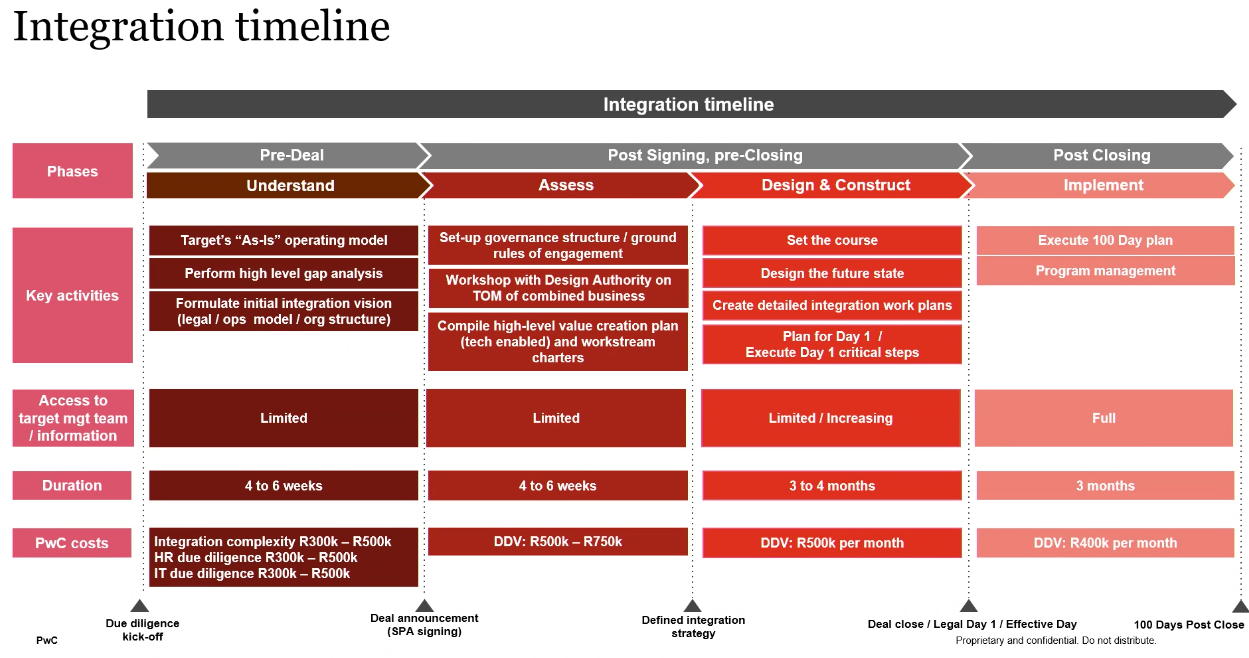 Integration timeline
Integration timeline
Phases
Pre-Deal
Post Signing, pre-Closing
Post Closing
Understand
Assess
Design & Construct
Implement
Key activities
Target's “As-Is” operating model
Perform high level gap analysis
Formulate initial integration vision
(legal / ops  model / org structure)
Set-up governance structure / ground
rules of engagement
Workshop with Design Authority on
TOM of combined business
Compile high-level value creation plan
(tech enabled) and workstream
charters
Set the course
Design the future state
Create detailed integration work plans
Plan for Day 1  /
Execute Day 1 critical steps
Execute 100 Day plan
Program management
Access to
target mgt team
/ information
Limited
Limited
Limited / Increasing
Full
Duration
4 to 6 weeks
4 to 6 weeks
3 to 4 months
3 months
PwC costs
Integration complexity R300k – R500k
HR due diligence R300k – R500k
IT due diligence R300k – R500k
DDV: R500k – R750k
DDV: R500k per month
DDV: R400k per month
Due diligence
kick-off
Deal announcement
(SPA signing)
Defined integration
strategy
Deal close / Legal Day 1 / Effective Day
100 Days Post Close
PwC
Proprietary and confidential. Do not distribute.